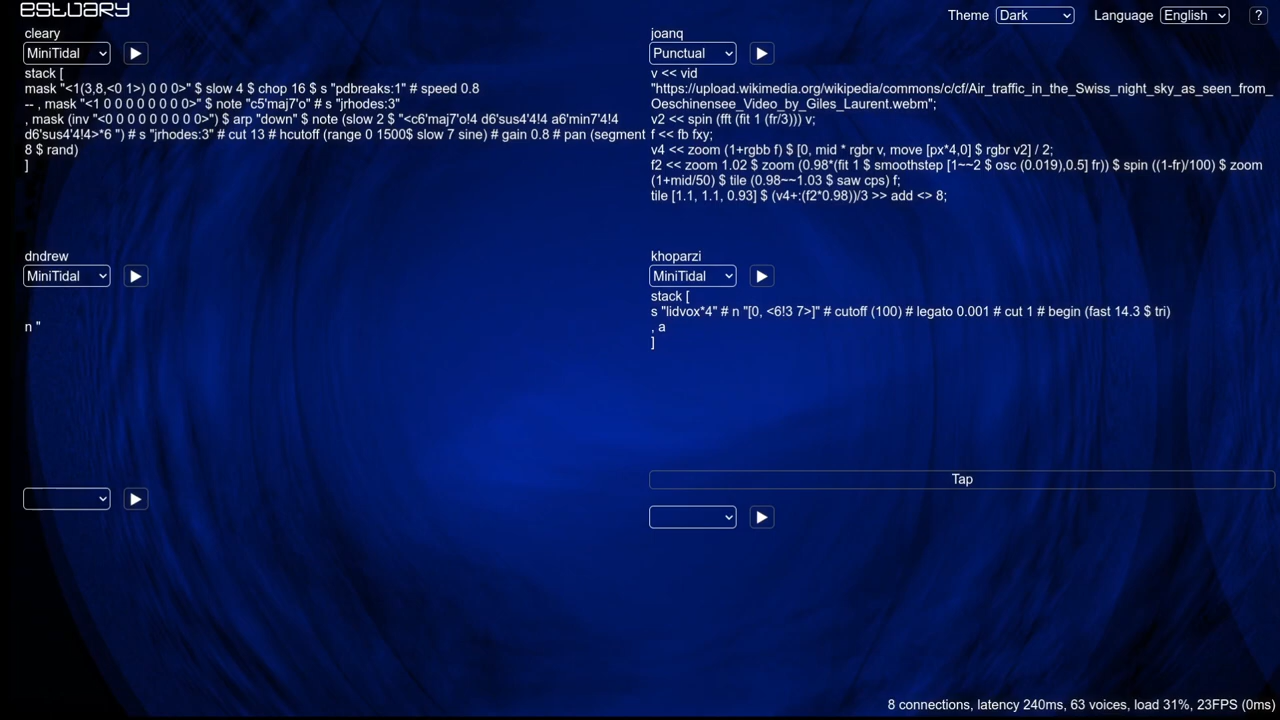 estuary
Theme Dark Language English ?
cleary
MiniTidal
stack [
mask "<1(3,8,<0 1>) 0 0 0>" $ slow 4 $ chop 16 $ s "pdbreaks:1" # speed 0.8
-- , mask "<1 0 0 0 0 0 0 0 0>" $ note "c5'maj7'o" # s "jrhodes:3"
, mask (inv "<0 0 0 0 0 0 0 0 0>") $ arp "down" $ note (slow 2 $ "<c6'maj7'o!4 d6'sus4'4!4 a6'min7'4!4
d6'sus4'4!4>*6 ") # s "jrhodes:3" # cut 13 # hcutoff (range 0 1500$ slow 7 sine) # gain 0.8 # pan (segment
8 $ rand)
]
joanq
Punctual
v << vid
"https://upload.wikimedia.org/wikipedia/commons/c/cf/Air_traffic_in_the_Swiss_night_sky_as_seen_from_
Oeschinensee_Video_by_Giles_Laurent.webm";
v2 << spin (fft (fit 1 (fr/3))) v;
f << fb fxy;
v4 << zoom (1+rgbb f) $ [0, mid * rgbr v, move [px*4,0] $ rgbr v2] / 2;
f2 << zoom 1.02 $ zoom (0.98*(fit 1 $ smoothstep [1~~2 $ osc (0.019),0.5] fr)) $ spin ((1-fr)/100) $ zoom
(1+mid/50) $ tile (0.98~~1.03 $ saw cps) f;
tile [1.1, 1.1, 0.93] $ (v4+:(f2*0.98))/3 >> add <> 8;
dndrew
MiniTidal
n "
khoparzi
MiniTidal
stack [
s "lidvox*4" # n "[0, <6!3 7>]" # cutoff (100) # legato 0.001 # cut 1 # begin (fast 14.3 $ tri)
, a
]
Tap
8 connections, latency 240ms, 63 voices, load 31%, 23FPS (0ms)